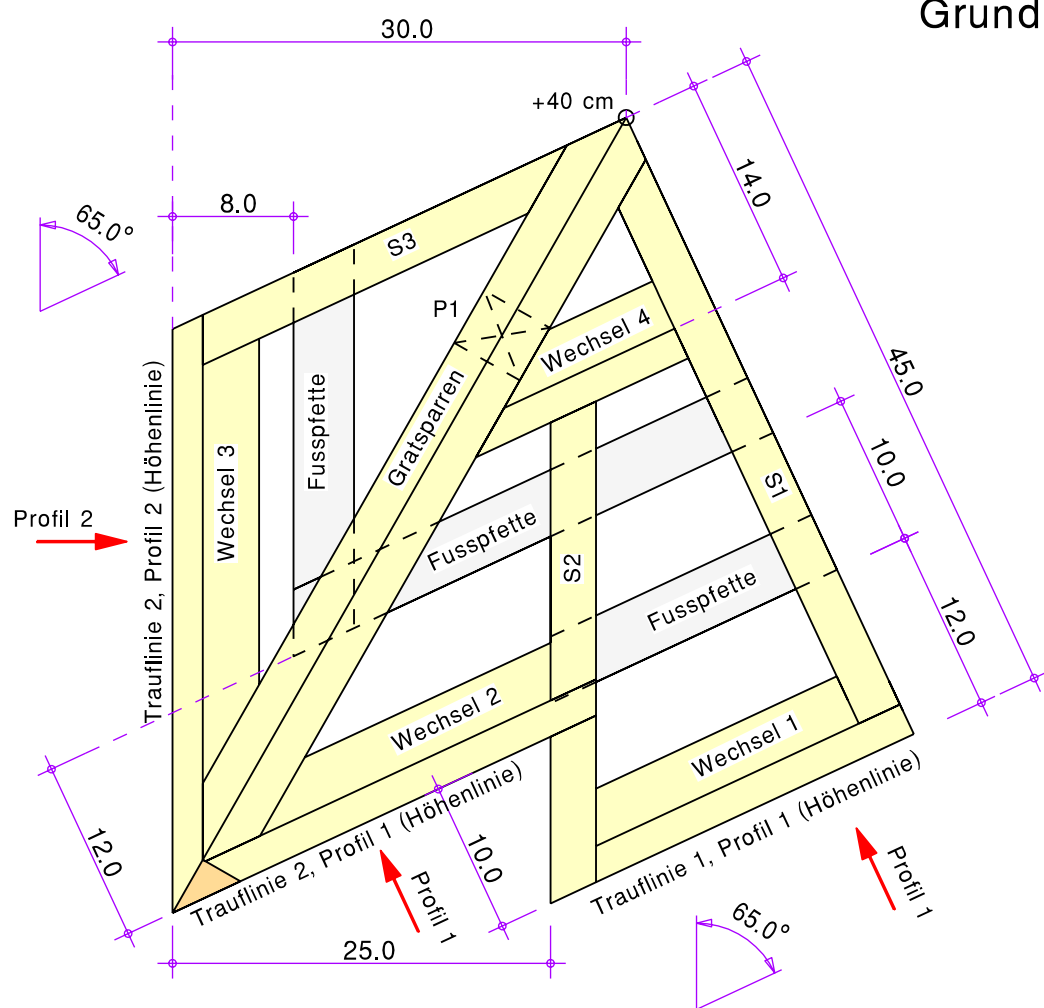 Grund
30.0
+40 cm
14.0
8.0
65.0°
S3
P1
Wechsel 4
45.0
Fusspfette
Gratsparren
Trauflinie 2, Profil 2 (Höhenlinie)
Wechsel 3
10.0
S1
Profil 2
Fusspfette
S2
Fusspfette
12.0
Wechsel 2
Wechsel 1
12.0
Trauflinie 2, Profil 1 (Höhenlinie)
10.0
Trauflinie 1, Profil 1 (Höhenlinie)
Profil 1
Profil 1
65.0°
25.0